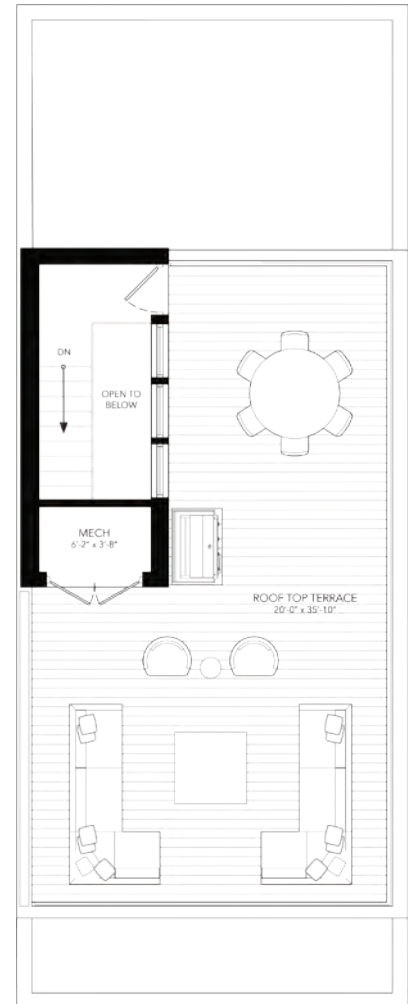 DN
OPEN TO
BELOW
MECH
6'-2" x 3'-8"
ROOF TOP TERRACE
20'-0" x 35'-10"